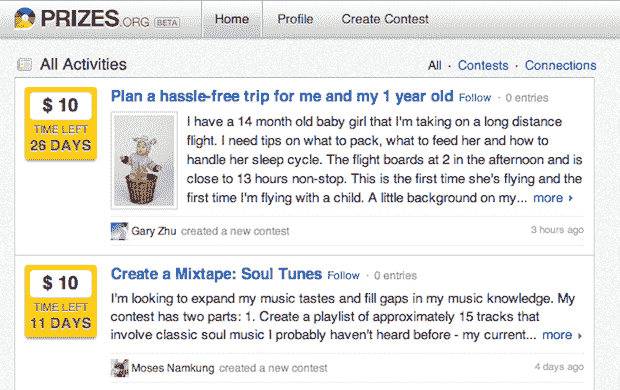 PRIZES.ORG BETA Home Profile Create Contest
All Activities All · Contests · Connections
$ 10
TIME LEFT
26 DAYS
Plan a hassle-free trip for me and my 1 year old Follow · 0 entries
I have a 14 month old baby girl that I'm taking on a long distance
flight. I need tips on what to pack, what to feed her and how to
handle her sleep cycle. The flight boards at 2 in the afternoon and is
close to 13 hours non-stop. This is the first time she's flying and the
first time I'm flying with a child. A little background on my... more ›
Gary Zhu created a new contest 3 hours ago
$ 10
TIME LEFT
11 DAYS
Create a Mixtape: Soul Tunes Follow · 0 entries
I'm looking to expand my music tastes and fill gaps in my music knowledge. My
contest has two parts: 1. Create a playlist of approximately 15 tracks that
involve classic soul music I probably haven't heard before - my current... more ›
Moses Namkung created a new contest 4 days ago